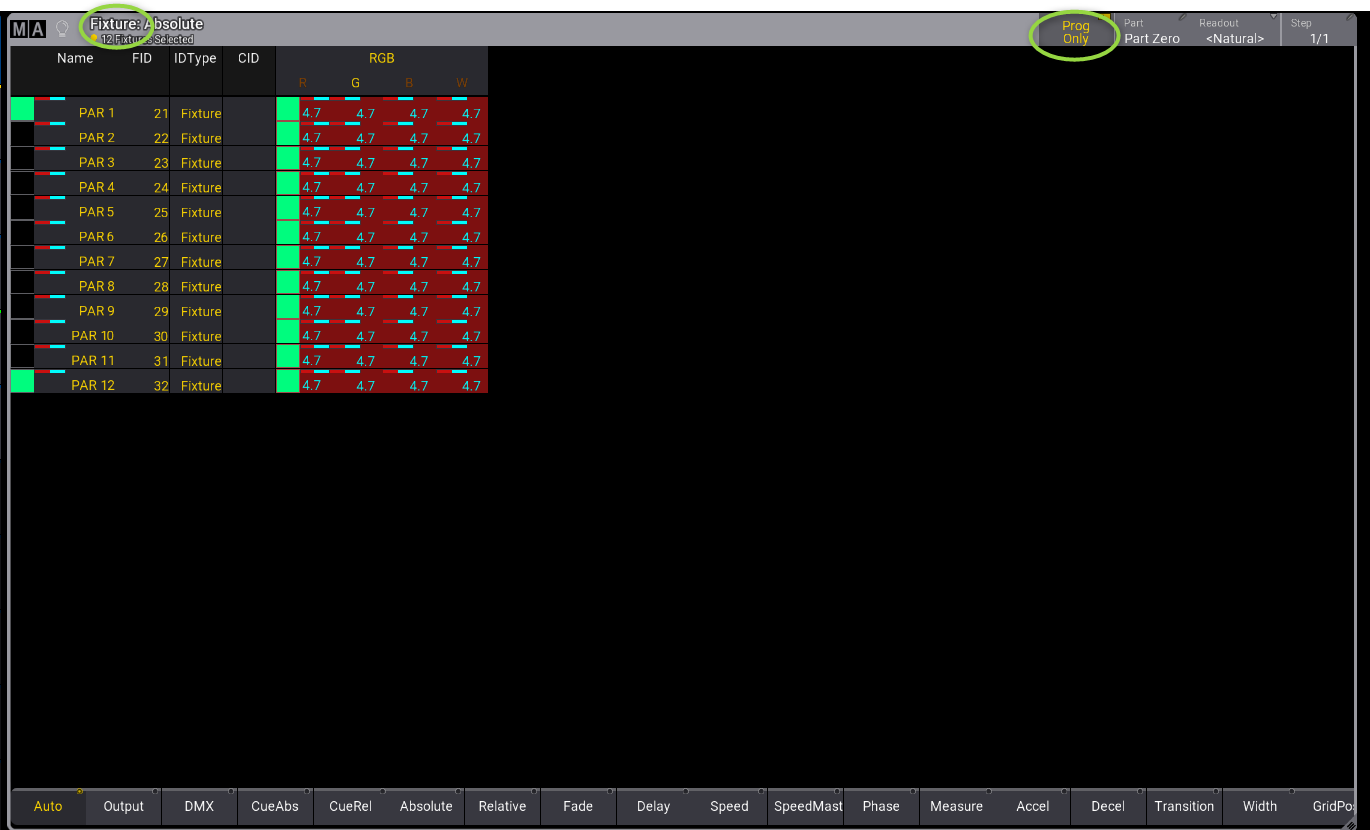 MA Fixture: Absolute
12 Fixtures Selected
Prog Only
Part
Part Zero
Readout
<Natural>
Step
1/1
Name FID IDType CID RGB
R G B W
PAR 1 21 Fixture 4.7 4.7 4.7 4.7
PAR 2 22 Fixture 4.7 4.7 4.7 4.7
PAR 3 23 Fixture 4.7 4.7 4.7 4.7
PAR 4 24 Fixture 4.7 4.7 4.7 4.7
PAR 5 25 Fixture 4.7 4.7 4.7 4.7
PAR 6 26 Fixture 4.7 4.7 4.7 4.7
PAR 7 27 Fixture 4.7 4.7 4.7 4.7
PAR 8 28 Fixture 4.7 4.7 4.7 4.7
PAR 9 29 Fixture 4.7 4.7 4.7 4.7
PAR 10 30 Fixture 4.7 4.7 4.7 4.7
PAR 11 31 Fixture 4.7 4.7 4.7 4.7
PAR 12 32 Fixture 4.7 4.7 4.7 4.7
Auto Output DMX CueAbs CueRel Absolute Relative Fade Delay Speed SpeedMast Phase Measure Accel Decel Transition Width GridPo